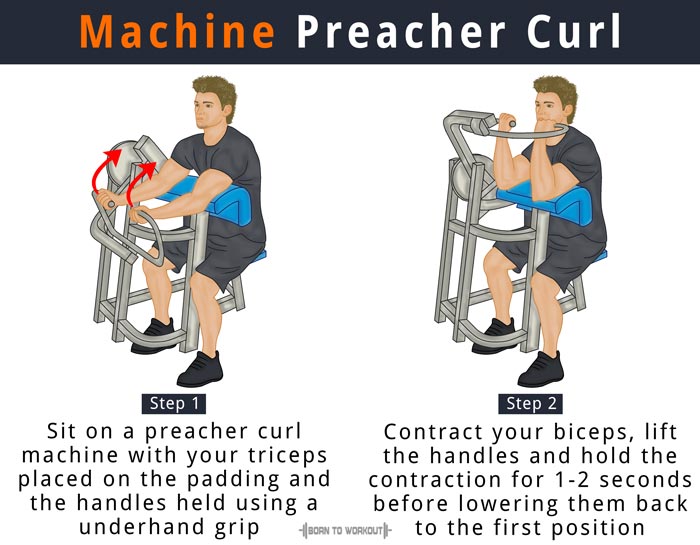 Machine Preacher Curl
Step 1
Sit on a preacher curl
machine with your triceps
placed on the padding and
the handles held using a
underhand grip
Step 2
Contract your biceps, lift
the handles and hold the
contraction for 1-2 seconds
before lowering them back
to the first position
BORN TO WORKOUT